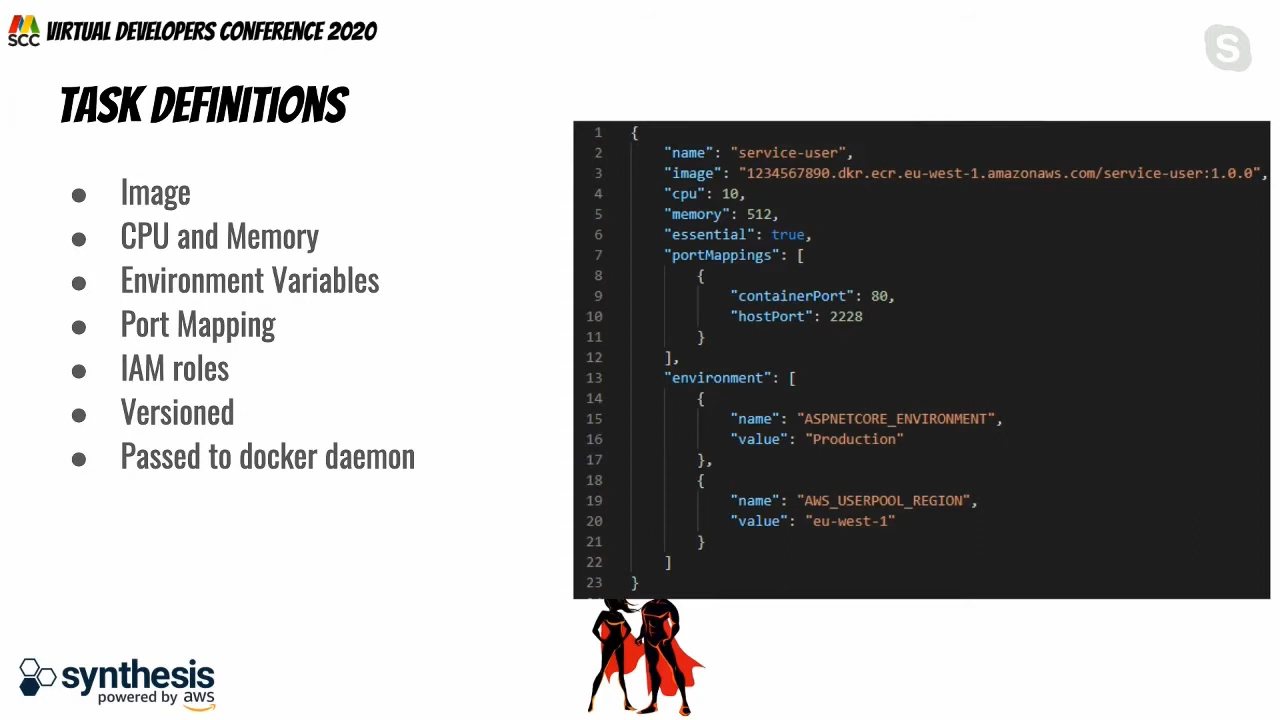 SCC VIRTUAL DEVELOPERS CONFERENCE 2020
S
TASK DEFINITIONS
● Image
● CPU and Memory
● Environment Variables
● Port Mapping
● IAM roles
● Versioned
● Passed to docker daemon
1 {
2 "name": "service-user",
3 "image": "1234567890.dkr.ecr.eu-west-1.amazonaws.com/service-user:1.0.0",
4 "cpu": 10,
5 "memory": 512,
6 "essential": true,
7 "portMappings": [
8 {
9 "containerPort": 80,
10 "hostPort": 2228
11 }
12 ],
13 "environment": [
14 {
15 "name": "ASPNETCORE_ENVIRONMENT",
16 "value": "Production"
17 },
18 {
19 "name": "AWS_USERPOOL_REGION",
20 "value": "eu-west-1"
21 }
22 ]
23 }
synthesis
powered by aws